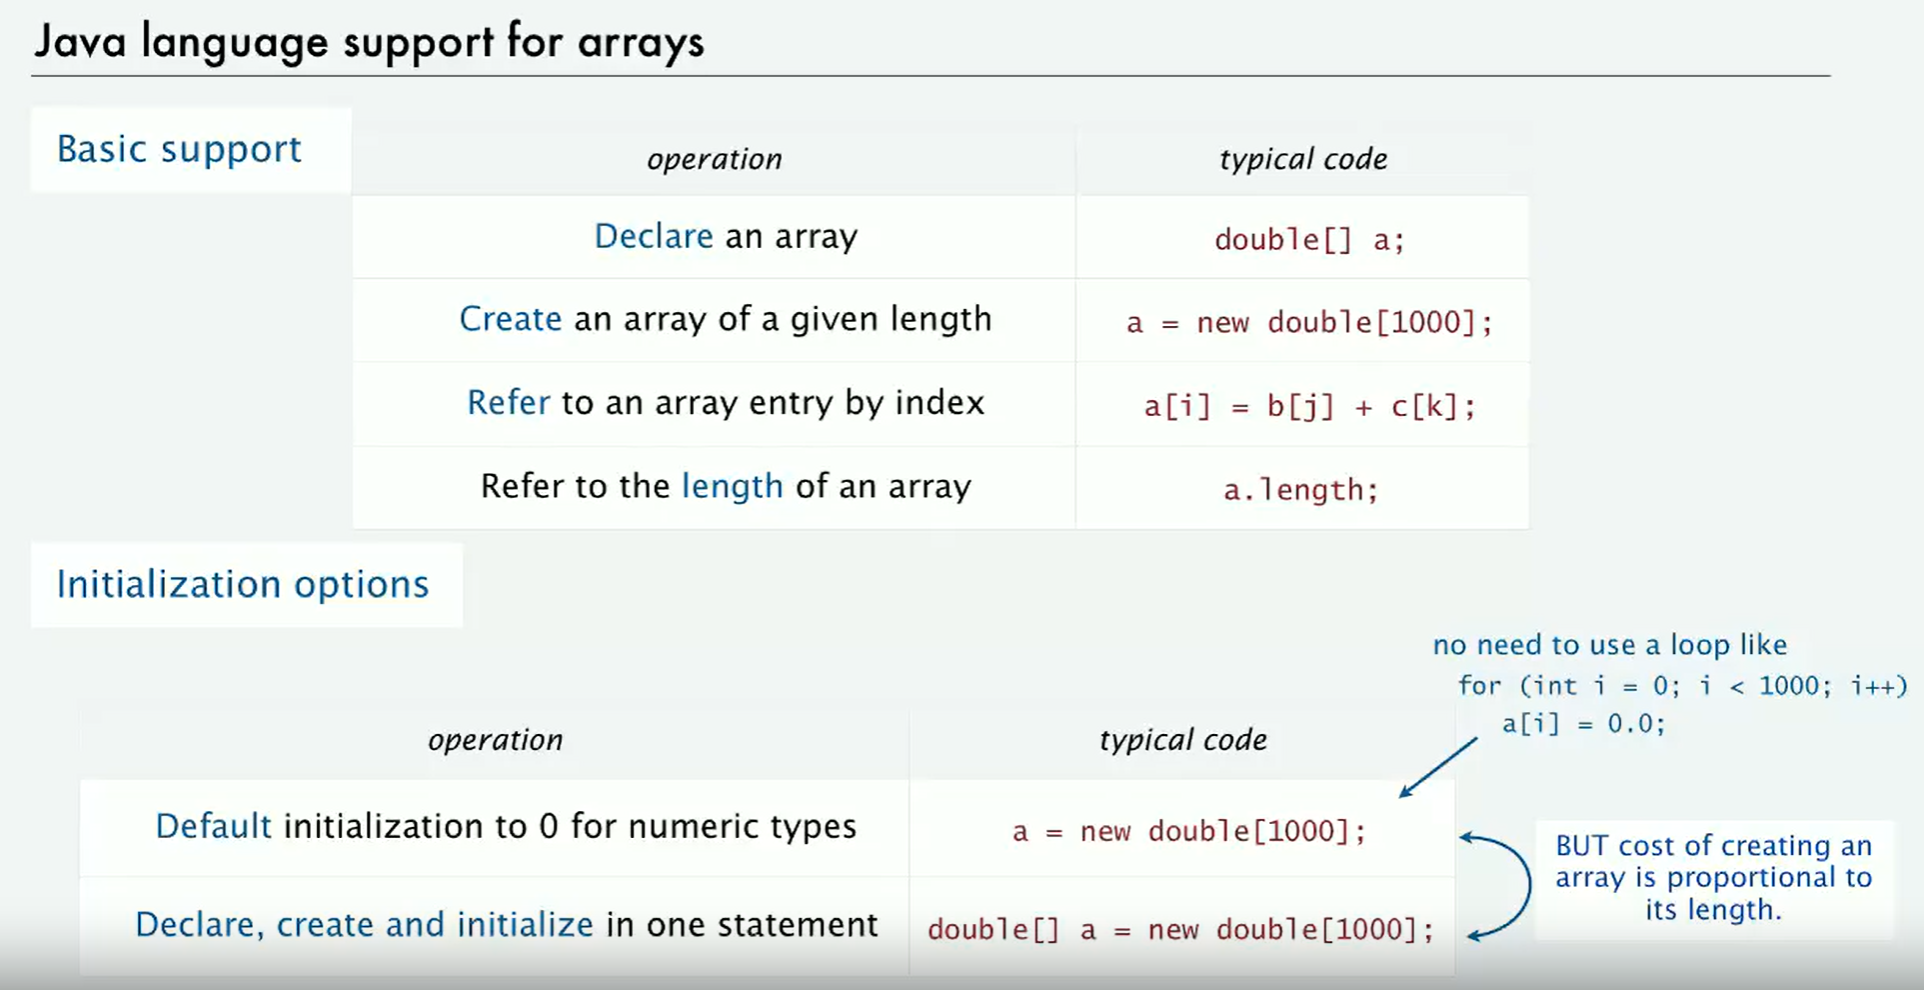 Java language support for arrays
Basic support
operation typical code
Declare an array double[] a;
Create an array of a given length a = new double[1000];
Refer to an array entry by index a[i] = b[j] + c[k];
Refer to the length of an array a.length;
Initialization options
no need to use a loop like
for (int i = 0; i < 1000; i++)
a[i] = 0.0;
operation typical code
Default initialization to 0 for numeric types a = new double[1000];
Declare, create and initialize in one statement double[] a = new double[1000];
BUT cost of creating an
array is proportional to
its length.